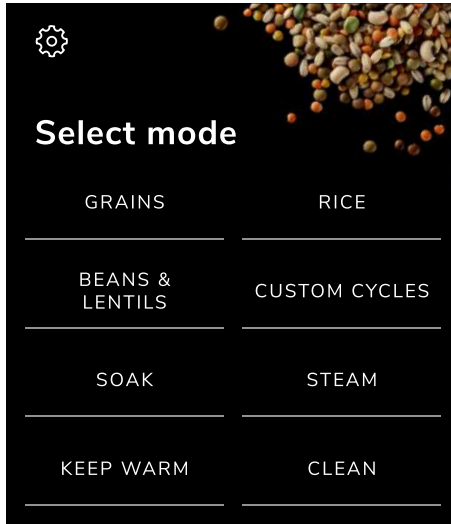 Select mode
GRAINS
RICE
BEANS &
LENTILS
CUSTOM CYCLES
SOAK
STEAM
KEEP WARM
CLEAN